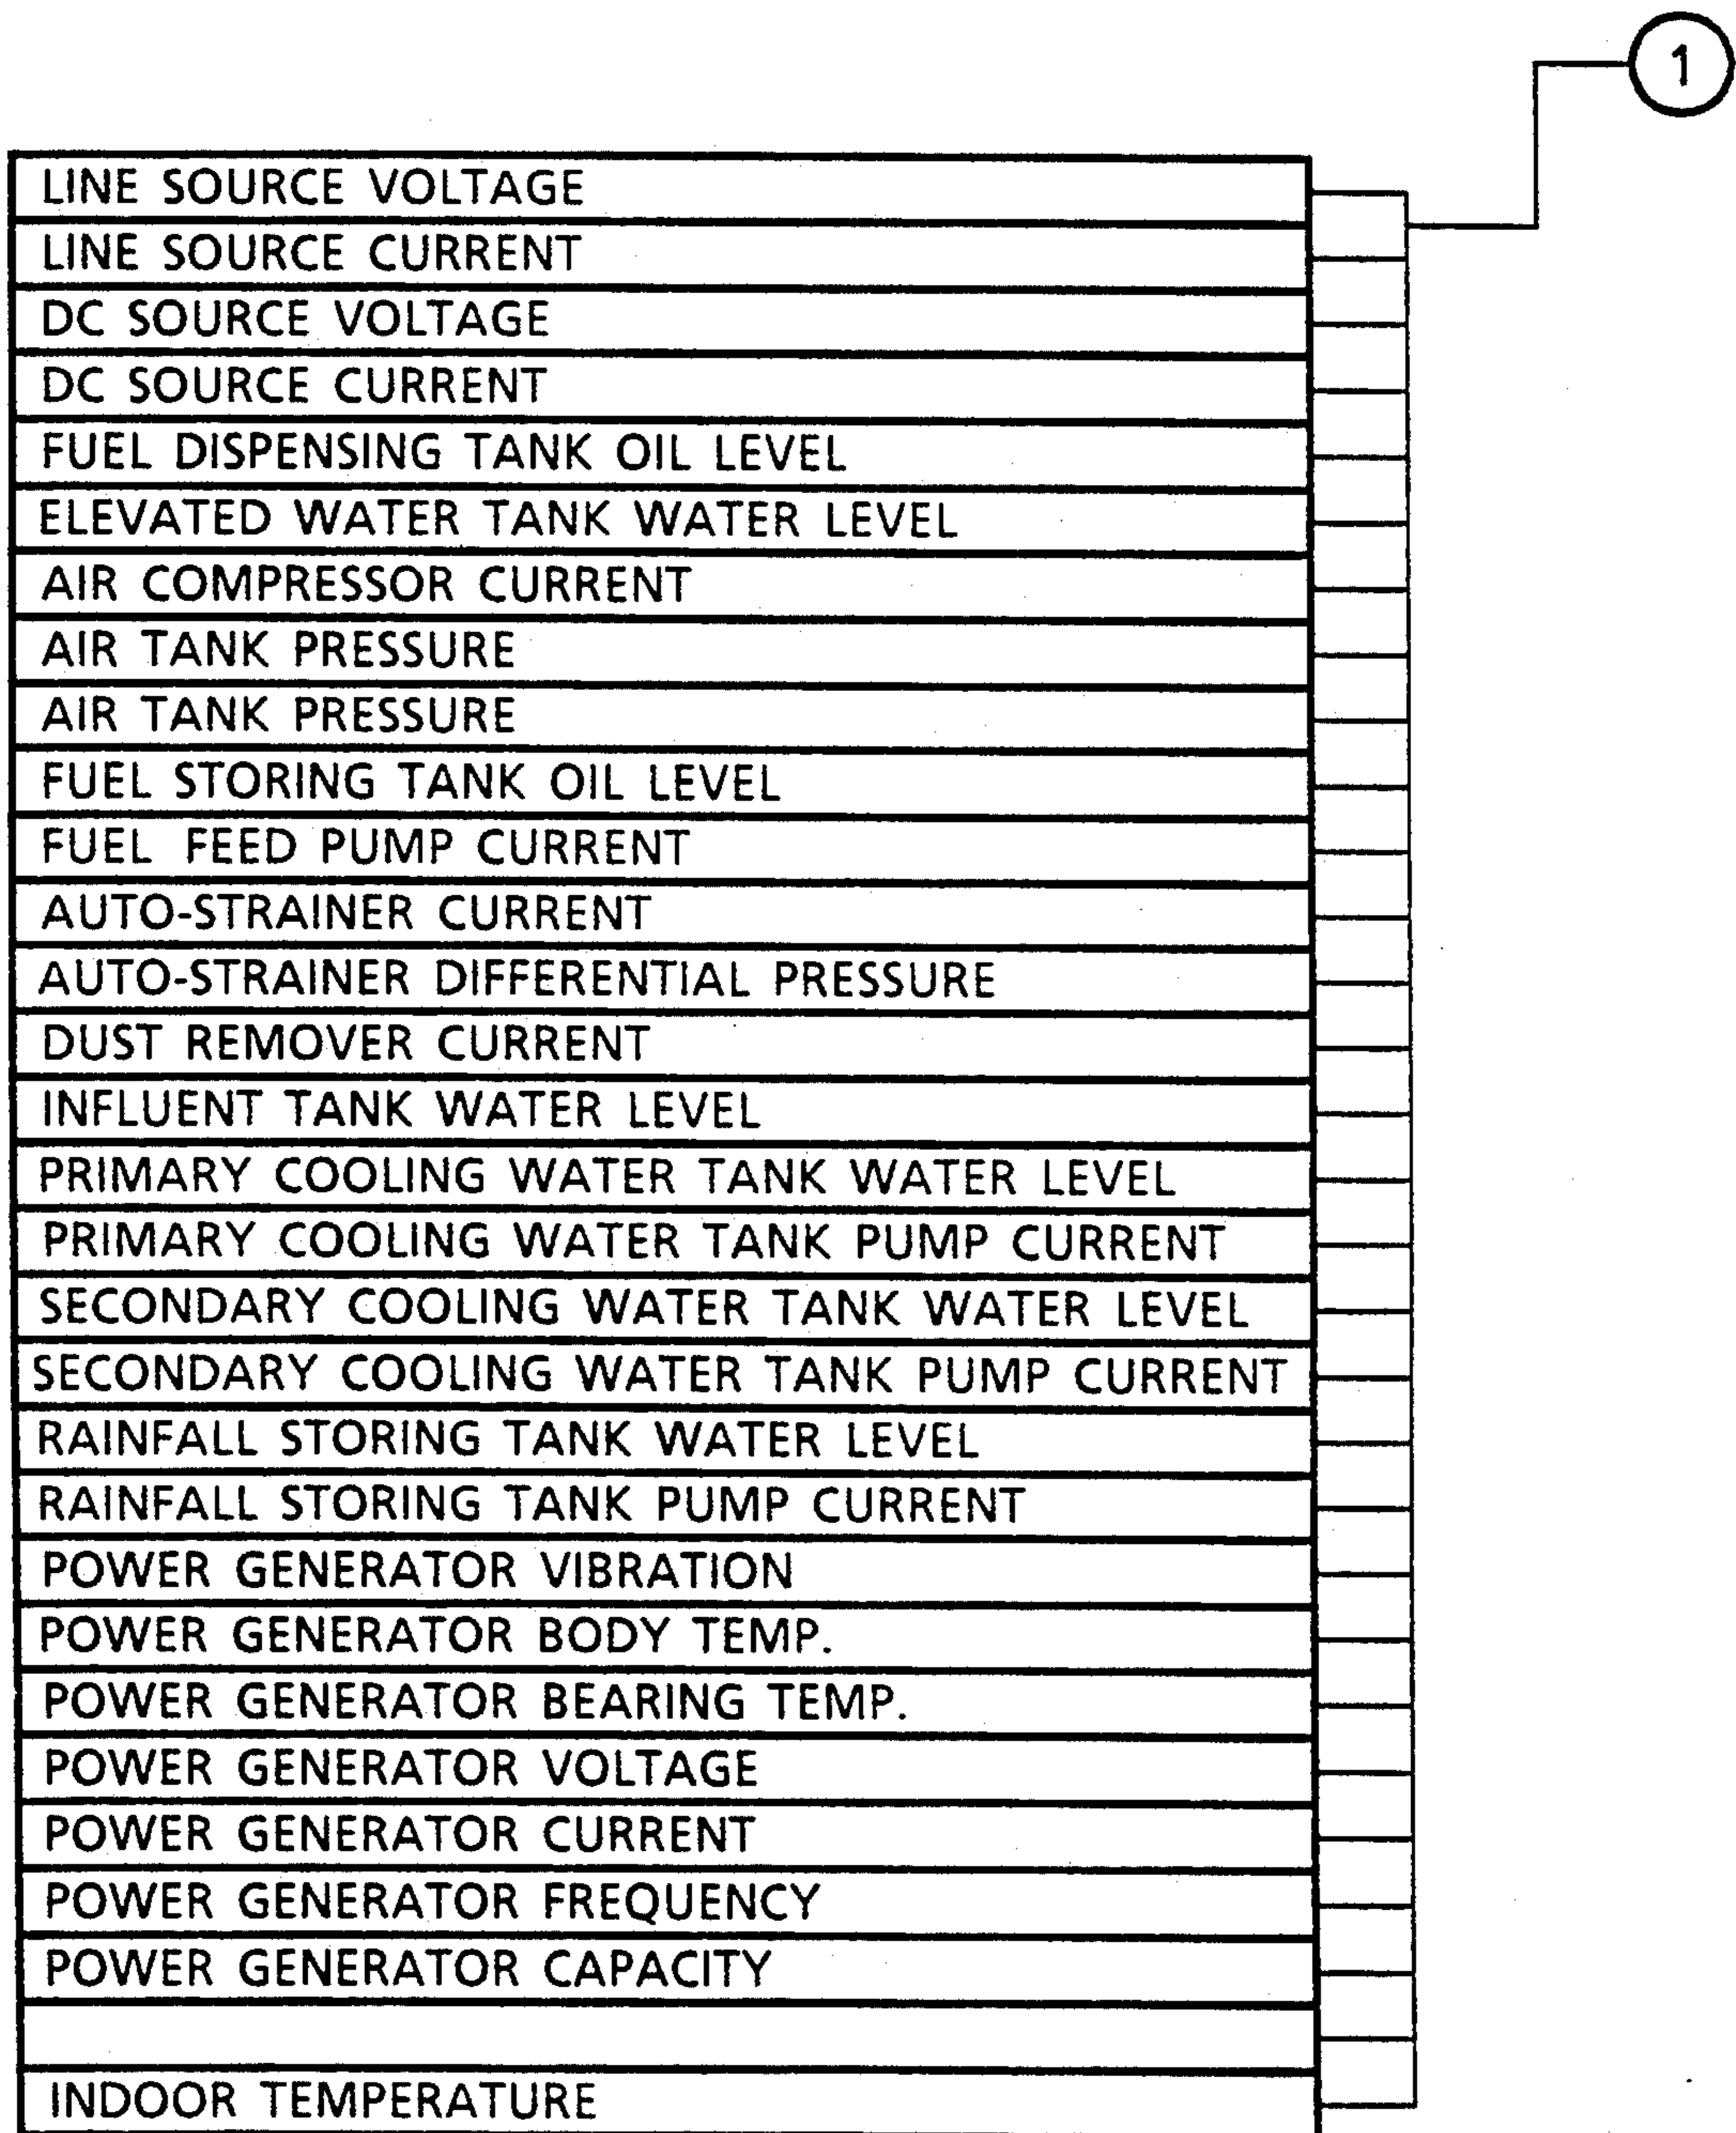 1
LINE SOURCE VOLTAGE
LINE SOURCE CURRENT
DC SOURCE VOLTAGE
DC SOURCE CURRENT
FUEL DISPENSING TANK OIL LEVEL
ELEVATED WATER TANK WATER LEVEL
AIR COMPRESSOR CURRENT
AIR TANK PRESSURE
AIR TANK PRESSURE
FUEL STORING TANK OIL LEVEL
FUEL FEED PUMP CURRENT
AUTO-STRAINER CURRENT
AUTO-STRAINER DIFFERENTIAL PRESSURE
DUST REMOVER CURRENT
INFLUENT TANK WATER LEVEL
PRIMARY COOLING WATER TANK WATER LEVEL
PRIMARY COOLING WATER TANK PUMP CURRENT
SECONDARY COOLING WATER TANK WATER LEVEL
SECONDARY COOLING WATER TANK PUMP CURRENT
RAINFALL STORING TANK WATER LEVEL
RAINFALL STORING TANK PUMP CURRENT
POWER GENERATOR VIBRATION
POWER GENERATOR BODY TEMP.
POWER GENERATOR BEARING TEMP.
POWER GENERATOR VOLTAGE
POWER GENERATOR CURRENT
POWER GENERATOR FREQUENCY
POWER GENERATOR CAPACITY
INDOOR TEMPERATURE